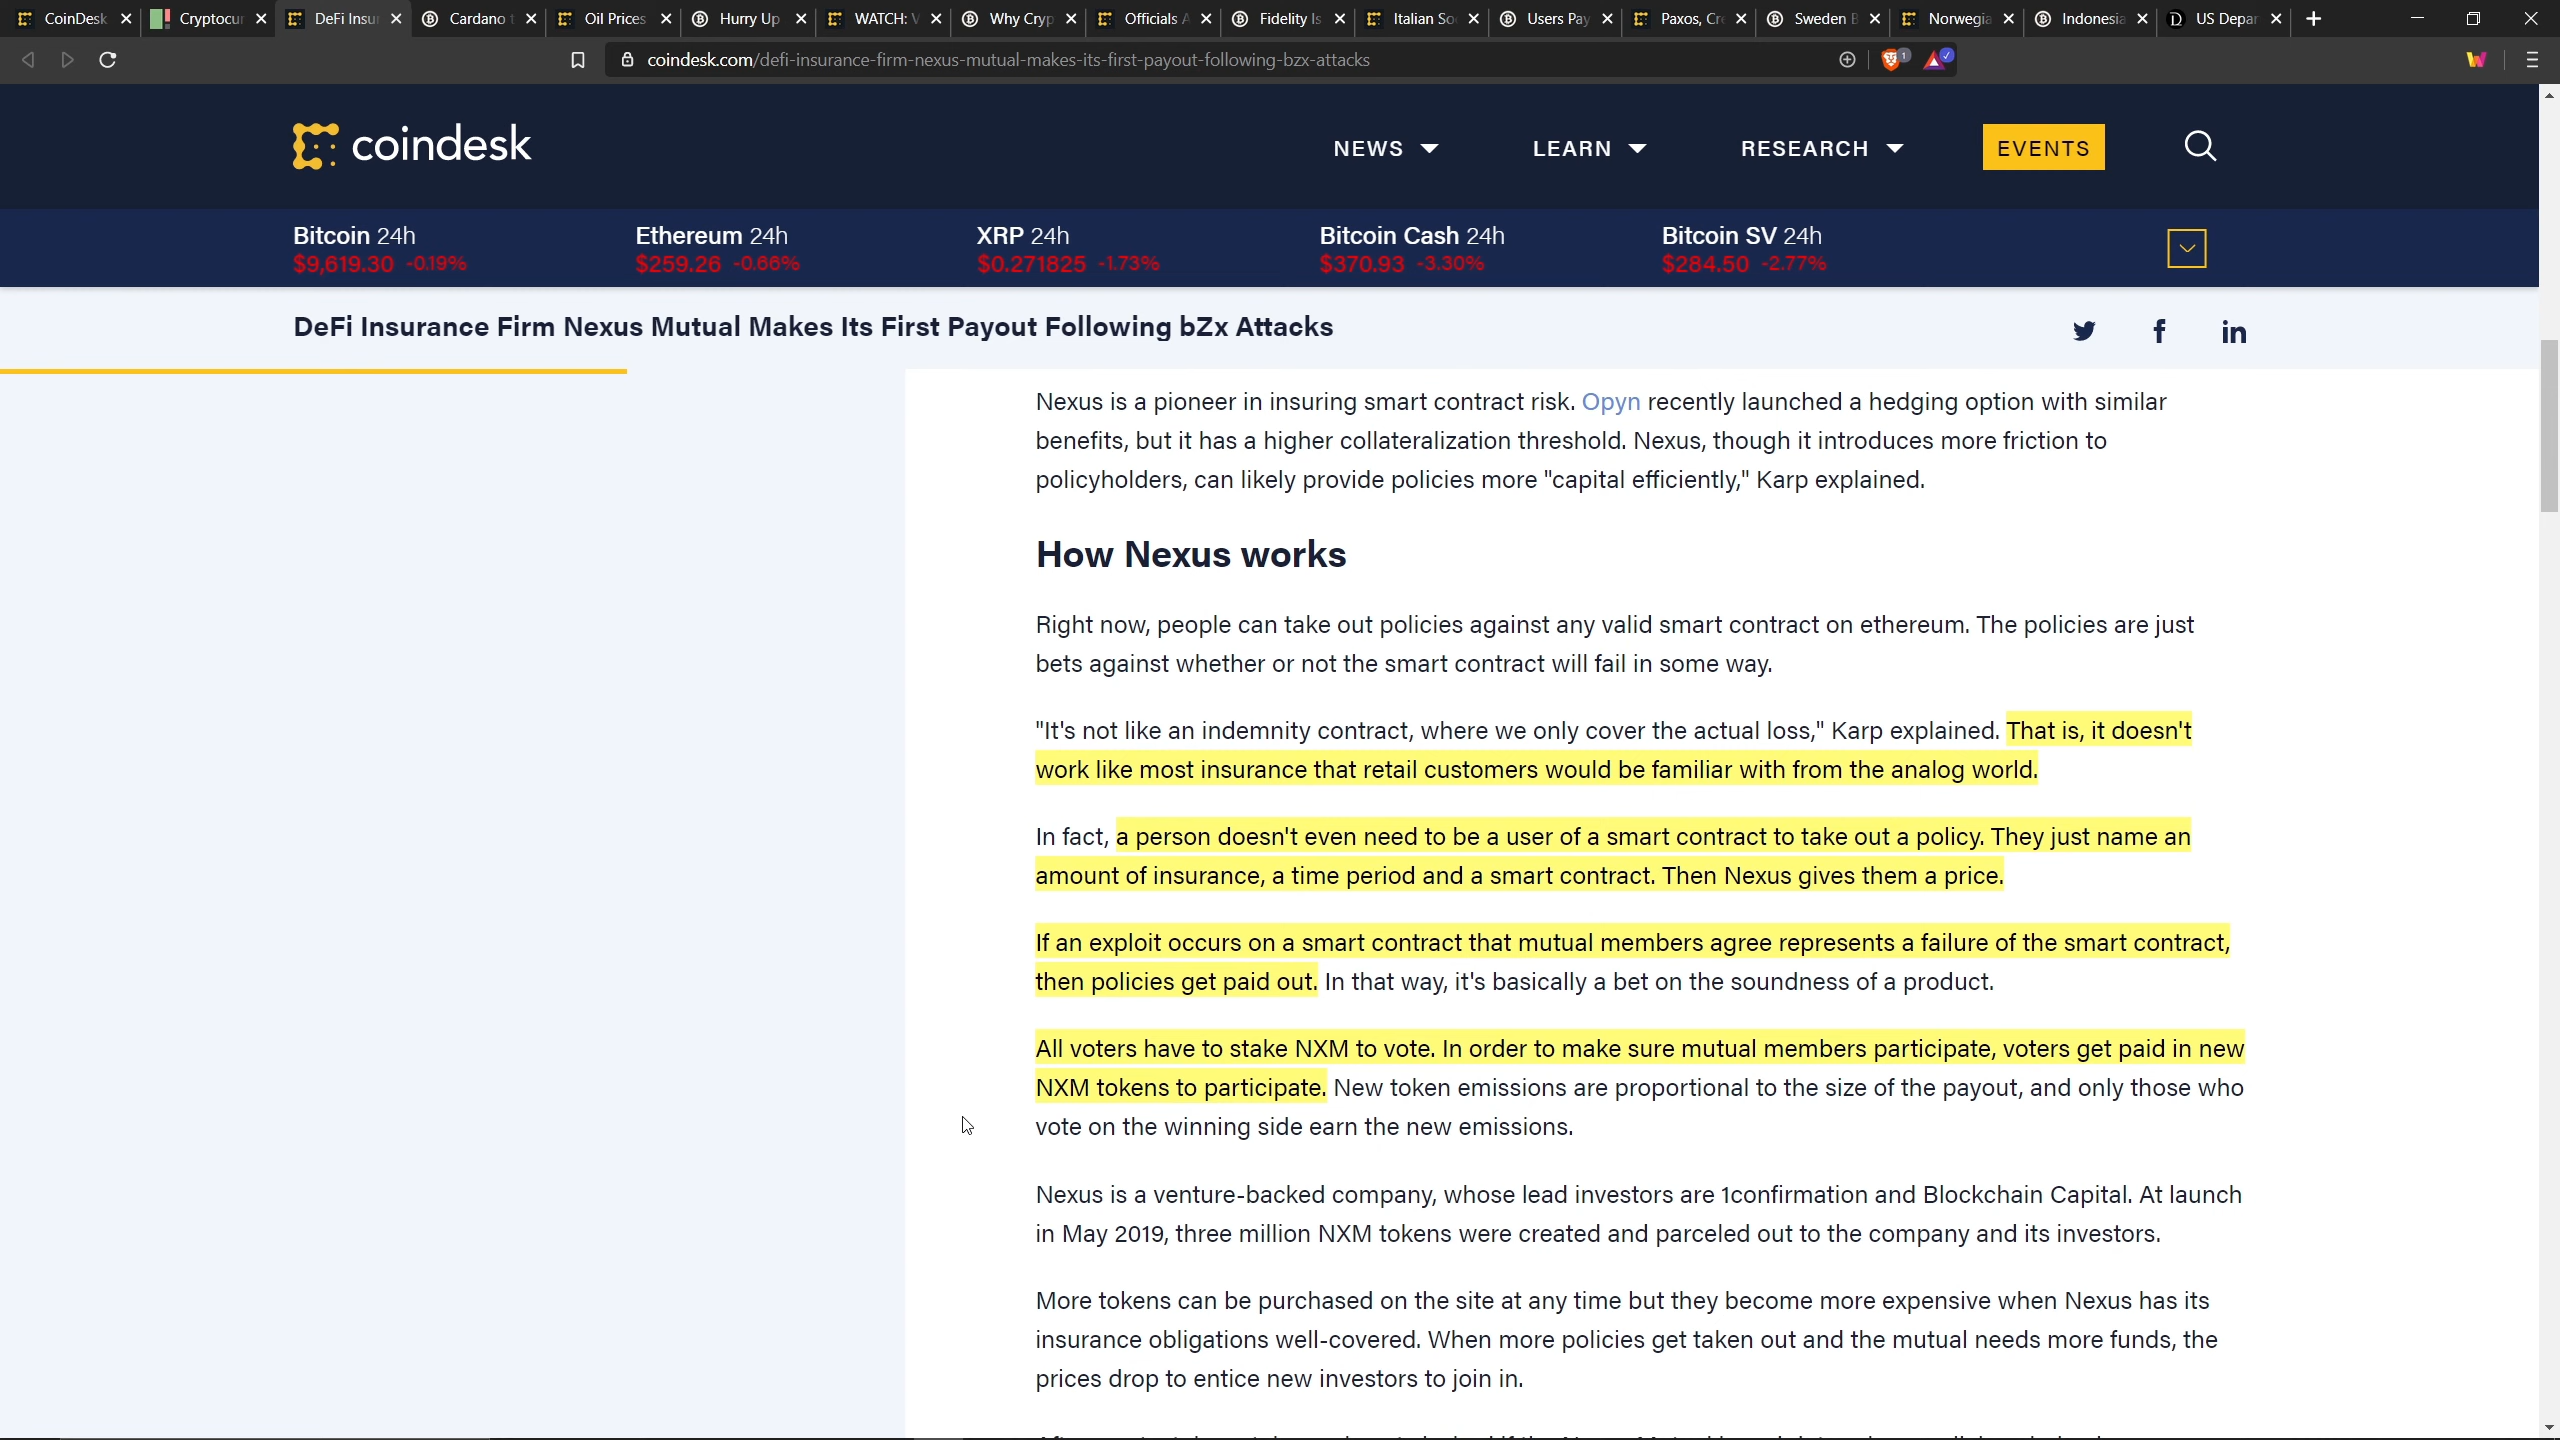 CoinDesk
Cryptocur
DeFi Insur
Cardano t
Oil Prices
Hurry Up
WATCH: V
Why Cryp
Officials A
Fidelity Is
Italian So
Users Pay
Paxos, Cr
Sweden B
Norwegia
Indonesia
US Depar
coindesk.com/defi-insurance-firm-nexus-mutual-makes-its-first-payout-following-bzx-attacks
1
coindesk
NEWS
LEARN
RESEARCH
EVENTS
Bitcoin 24h
$9,619.30 -0.19%
Ethereum 24h
$259.26 -0.66%
XRP 24h
$0.271825 -1.73%
Bitcoin Cash 24h
$370.93 -3.30%
Bitcoin SV 24h
$284.50 -2.77%
DeFi Insurance Firm Nexus Mutual Makes Its First Payout Following bZx Attacks
Nexus is a pioneer in insuring smart contract risk. Opyn recently launched a hedging option with similar
benefits, but it has a higher collateralization threshold. Nexus, though it introduces more friction to
policyholders, can likely provide policies more "capital efficiently," Karp explained.
How Nexus works
Right now, people can take out policies against any valid smart contract on ethereum. The policies are just
bets against whether or not the smart contract will fail in some way.
"It's not like an indemnity contract, where we only cover the actual loss," Karp explained. That is, it doesn't
work like most insurance that retail customers would be familiar with from the analog world.
In fact, a person doesn't even need to be a user of a smart contract to take out a policy. They just name an
amount of insurance, a time period and a smart contract. Then Nexus gives them a price.
If an exploit occurs on a smart contract that mutual members agree represents a failure of the smart contract,
then policies get paid out. In that way, it's basically a bet on the soundness of a product.
All voters have to stake NXM to vote. In order to make sure mutual members participate, voters get paid in new
NXM tokens to participate. New token emissions are proportional to the size of the payout, and only those who
vote on the winning side earn the new emissions.
Nexus is a venture-backed company, whose lead investors are 1confirmation and Blockchain Capital. At launch
in May 2019, three million NXM tokens were created and parceled out to the company and its investors.
More tokens can be purchased on the site at any time but they become more expensive when Nexus has its
insurance obligations well-covered. When more policies get taken out and the mutual needs more funds, the
prices drop to entice new investors to join in.